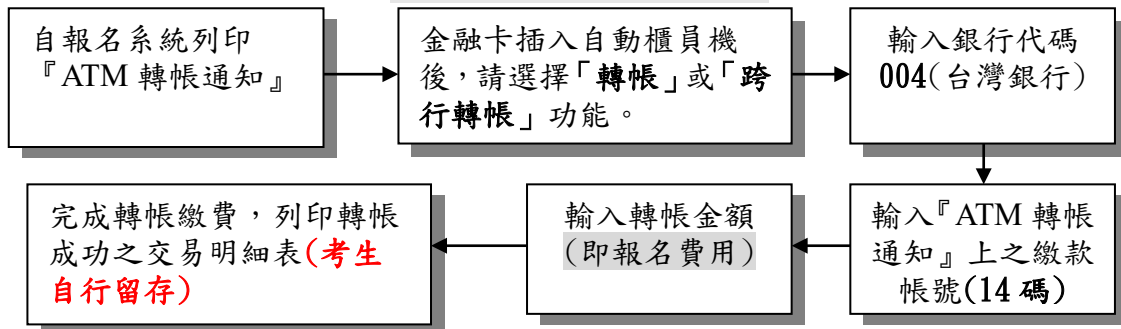 自報名系統列印
『ATM 轉帳通知』
金融卡插入自動櫃員機
後，請選擇「轉帳」或「跨
行轉帳」功能。
輸入銀行代碼
004(台灣銀行)
輸入『ATM 轉帳
通知』上之繳款
帳號(14 碼)
輸入轉帳金額
(即報名費用)
完成轉帳繳費，列印轉帳
成功之交易明細表(考生
自行留存)